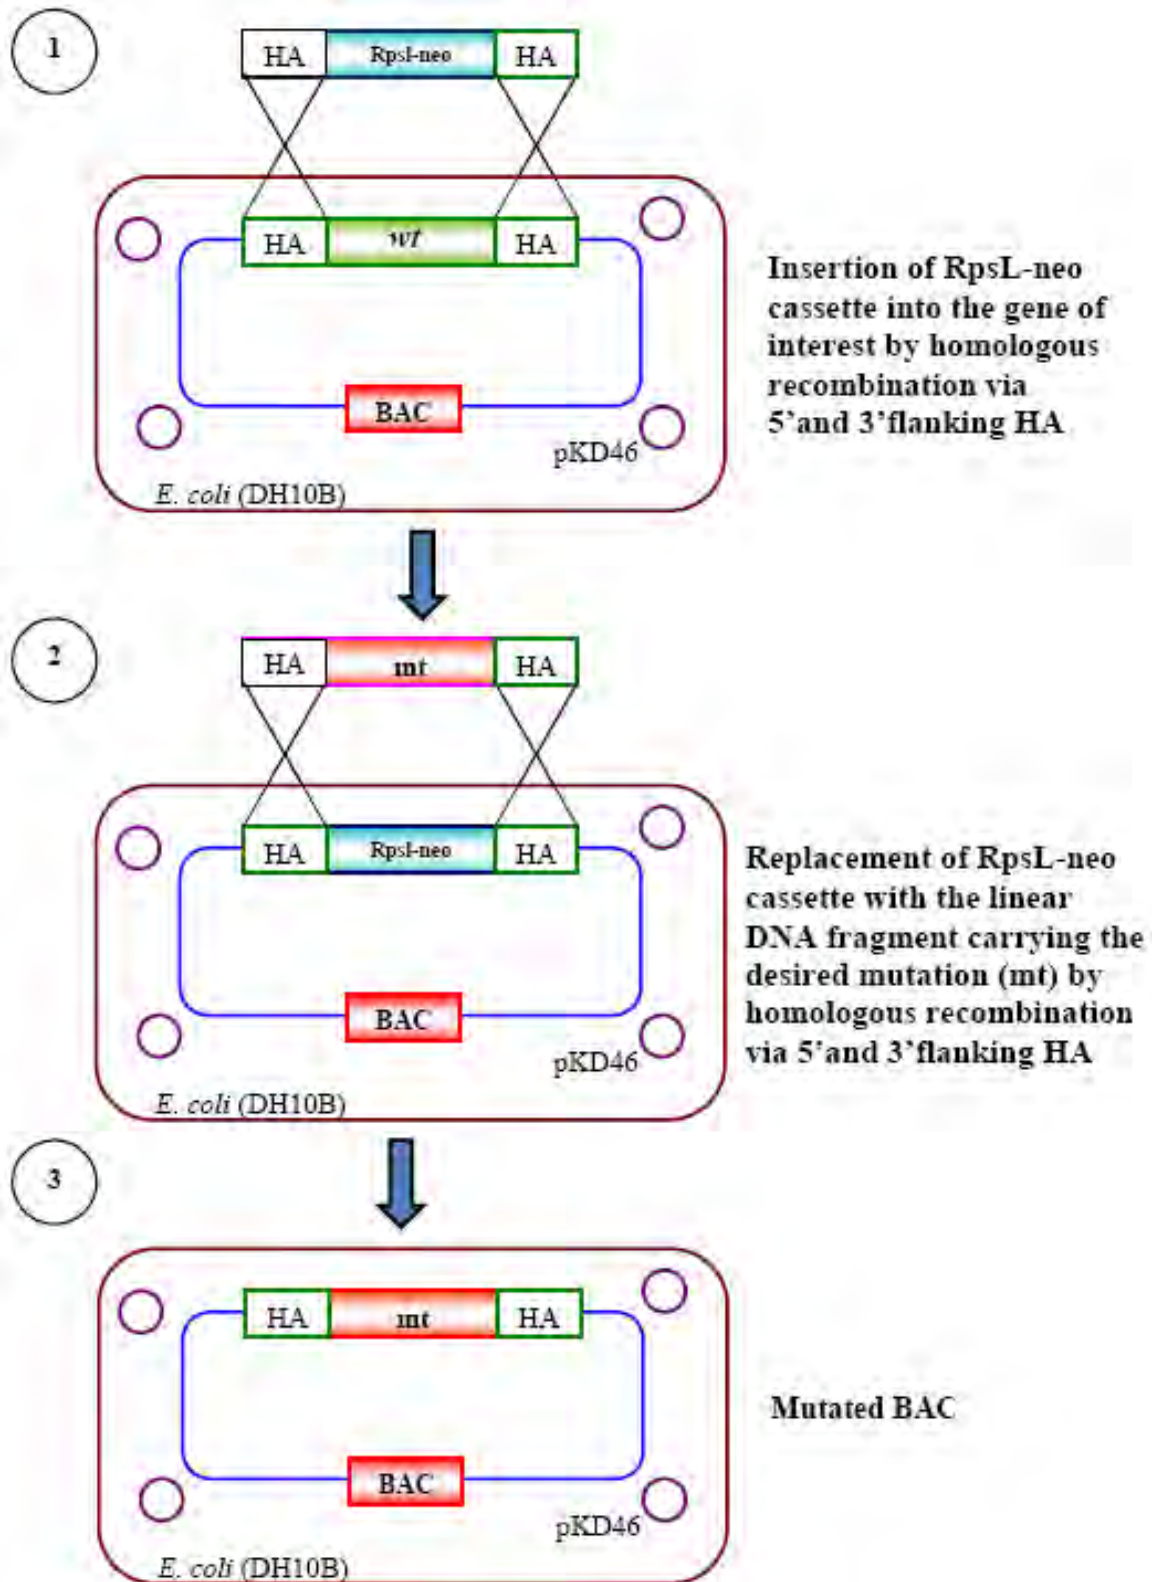 1
HA Rpsl-neo HA
HA wt HA
BAC
pKD46
E. coli (DH10B)
Insertion of RpsL-neo
cassette into the gene of
interest by homologous
recombination via
5’and 3’flanking HA
2
HA mt HA
HA Rpsl-neo HA
BAC
pKD46
E. coli (DH10B)
Replacement of RpsL-neo
cassette with the linear
DNA fragment carrying the
desired mutation (mt) by
homologous recombination
via 5’and 3’flanking HA
3
HA mt HA
BAC
pKD46
E. coli (DH10B)
Mutated BAC